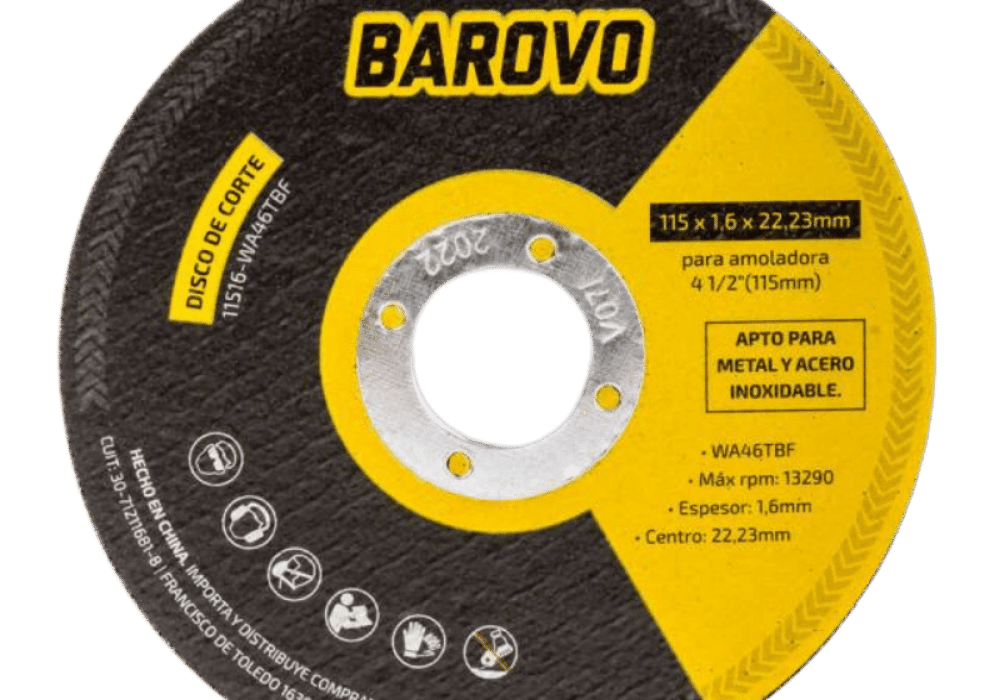 BAROVO
DISCO DE CORTE
11516-WA46TBF
115 x 1,6 x 22,23mm
para amoladora
4 1/2"(115mm)
APTO PARA
METAL Y ACERO
INOXIDABLE.
• WA46TBF
• Máx rpm: 13290
• Espesor: 1,6mm
• Centro: 22,23mm
2022
V07/
HECHO EN CHINA. IMPORTA Y DISTRIBUYE
CUIT: 30-71211681-8 | FRANCISCO DE TOLEDO